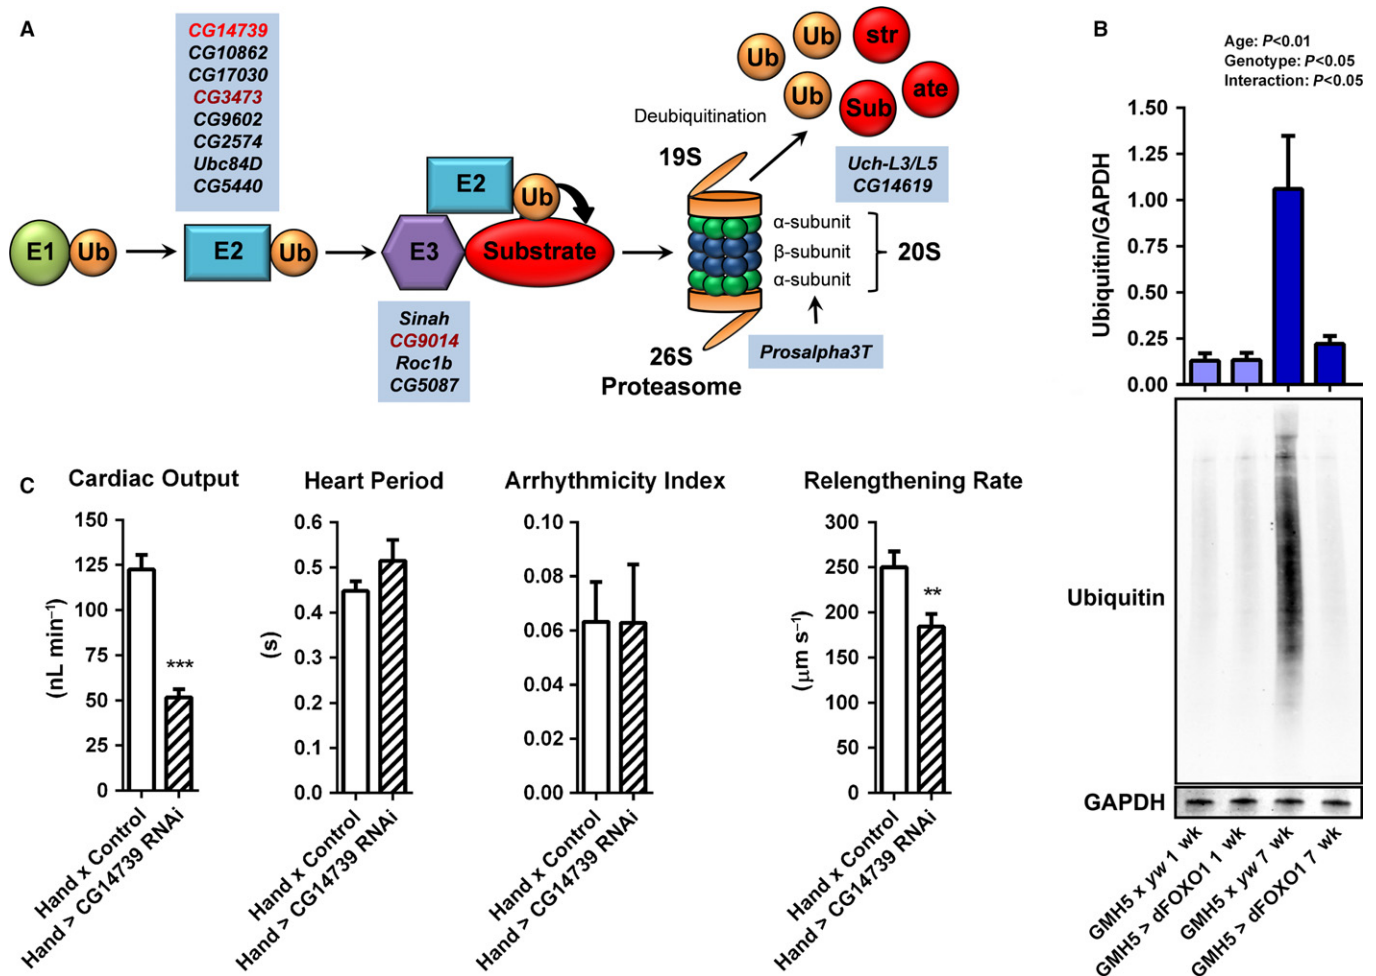 A
CG14739
CG10862
CG17030
CG3473
CG9602
CG2574
Ubc84D
CG5440
E1
Ub
E2
Ub
E2
Ub
E3
Substrate
Sinah
CG9014
Roc1b
CG5087
Deubiquitination
Ub
Ub
Ub
str
ate
Sub
Uch-L3/L5
CG14619
19S
α-subunit
β-subunit
α-subunit
20S
26S
Proteasome
Prosalpha3T
B
Age: P<0.01
Genotype: P<0.05
Interaction: P<0.05
Ubiquitin/GAPDH
1.50
1.25
1.00
0.75
0.50
0.25
0.00
Ubiquitin
GAPDH
GMH5 x yw 1 wk
GMH5 > dFOXO1 1 wk
GMH5 x yw 7 wk
GMH5 > dFOXO1 7 wk
C
Cardiac Output
(nL min⁻¹)
150
125
100
75
50
25
0
***
Hand x Control
Hand > CG14739 RNAi
Heart Period
(s)
0.6
0.5
0.4
0.3
0.2
0.1
0.0
Hand x Control
Hand > CG14739 RNAi
Arrhythmicity Index
0.10
0.08
0.06
0.04
0.02
0.00
Hand x Control
Hand > CG14739 RNAi
Relengthening Rate
(μm s⁻¹)
300
250
200
150
100
50
0
**
Hand x Control
Hand > CG14739 RNAi